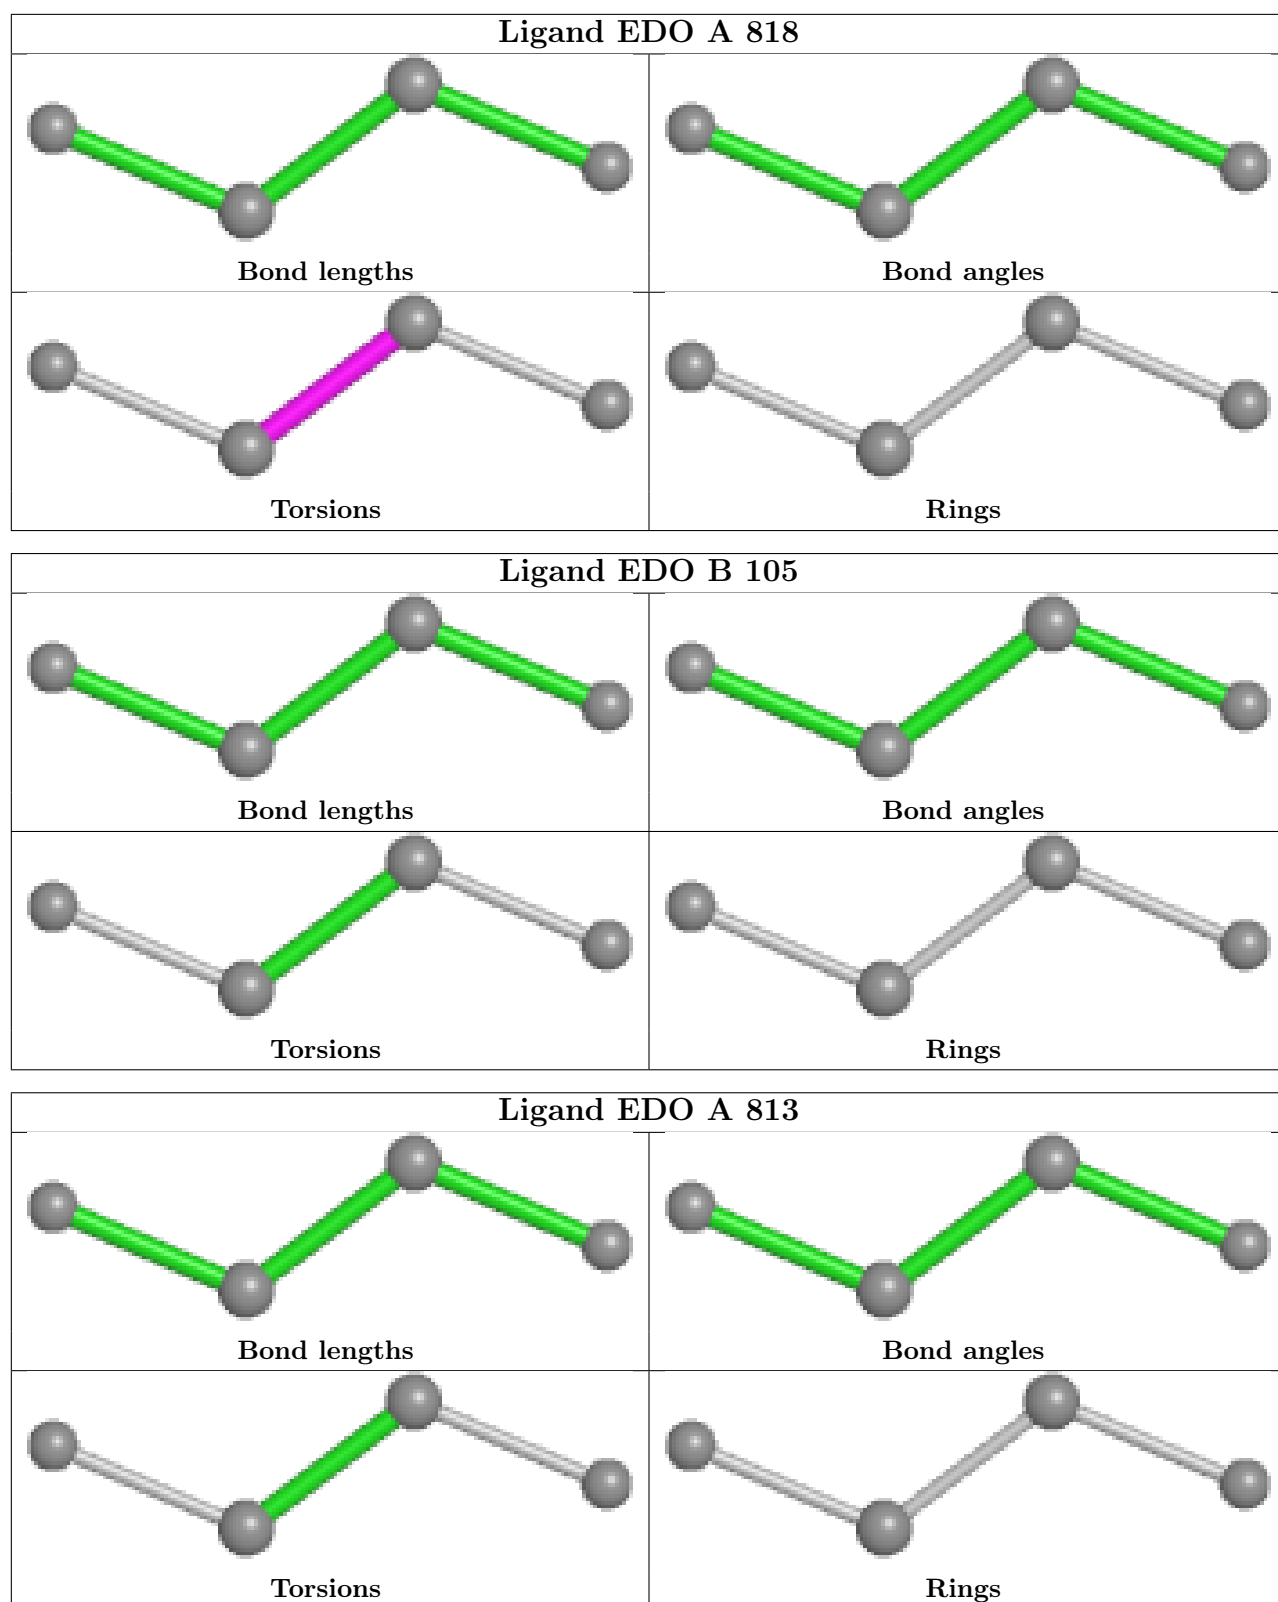 Ligand EDO A 818
Bond lengths
Bond angles
Torsions
Rings
Ligand EDO B 105
Bond lengths
Bond angles
Torsions
Rings
Ligand EDO A 813
Bond lengths
Bond angles
Torsions
Rings